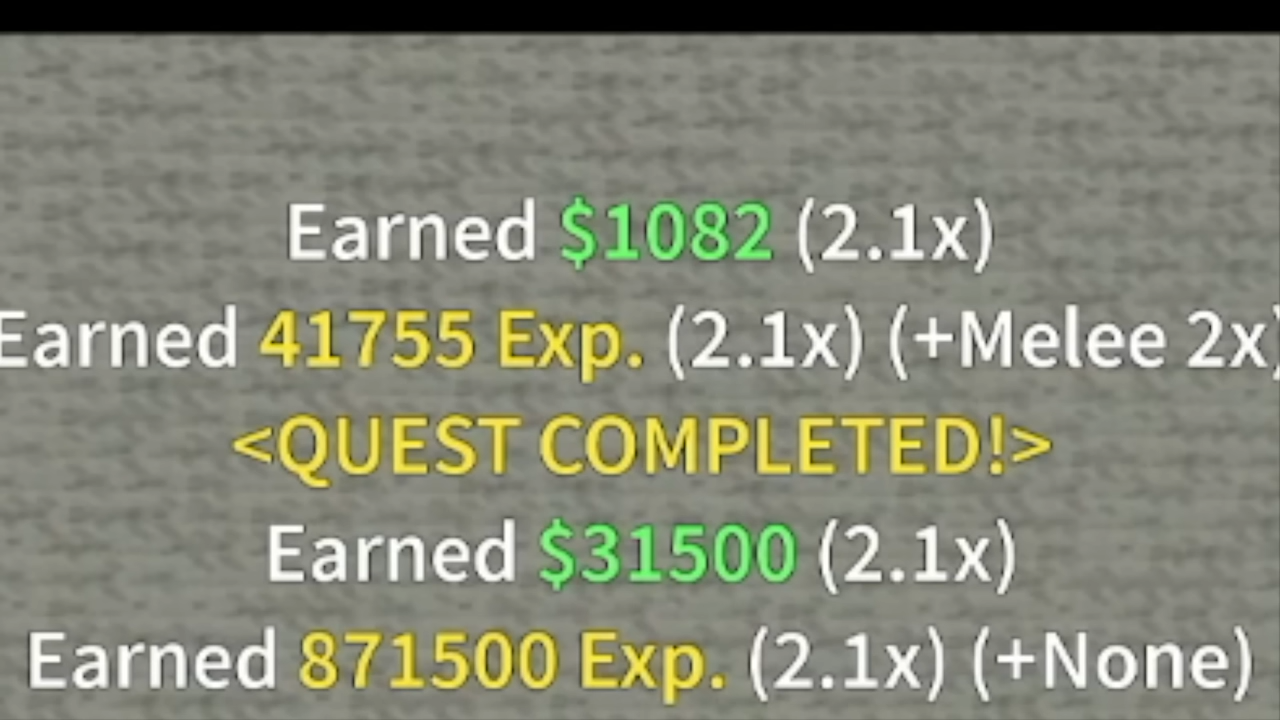 Earned $1082 (2.1x)
Earned 41755 Exp. (2.1x) (+Melee 2x)
<QUEST COMPLETED!>
Earned $31500 (2.1x)
Earned 871500 Exp. (2.1x) (+None)